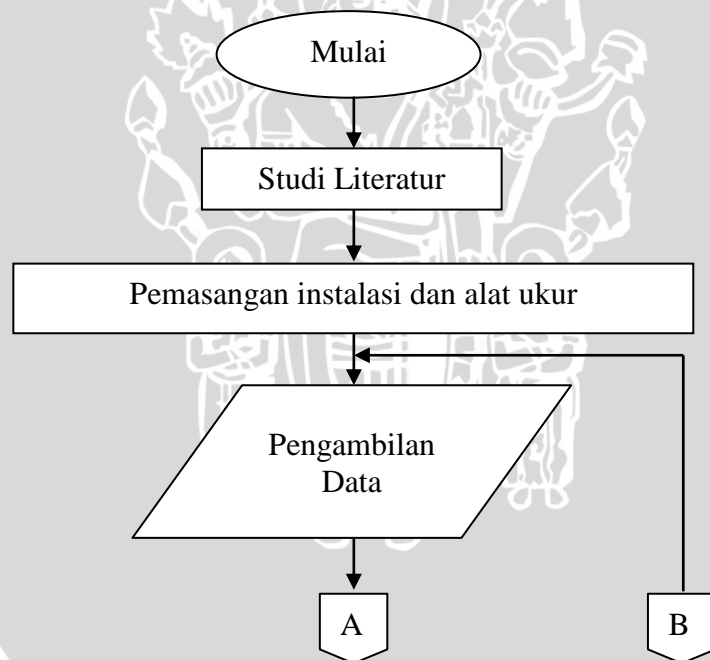 Mulai
Studi Literatur
Pemasangan instalasi dan alat ukur
Pengambilan
Data
A
B